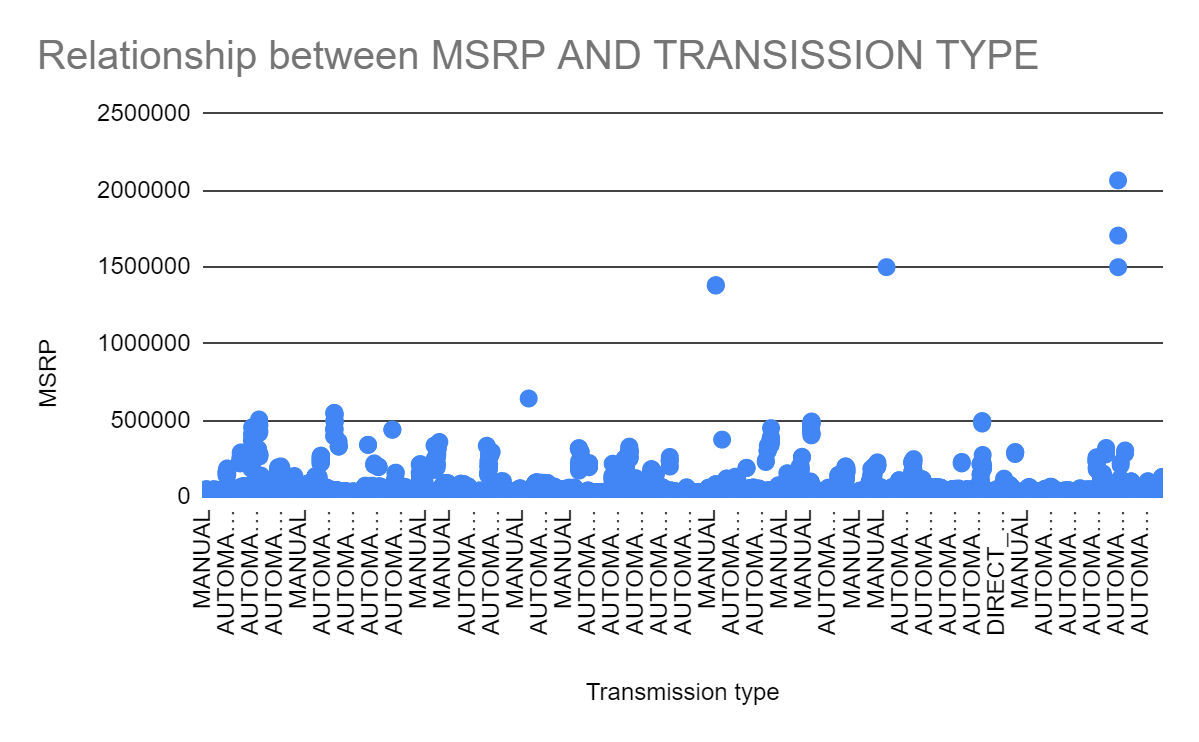 Relationship between MSRP AND TRANSISSION TYPE
MSRP
2500000
2000000
1500000
1000000
500000
0
MANUAL
AUTOMA…
AUTOMA…
AUTOMA…
MANUAL
AUTOMA…
AUTOMA…
AUTOMA…
AUTOMA…
MANUAL
MANUAL
AUTOMA…
AUTOMA…
MANUAL
AUTOMA…
MANUAL
AUTOMA…
AUTOMA…
AUTOMA…
AUTOMA…
AUTOMA…
MANUAL
AUTOMA…
AUTOMA…
MANUAL
MANUAL
AUTOMA…
MANUAL
MANUAL
AUTOMA…
AUTOMA…
AUTOMA…
AUTOMA…
DIRECT_…
MANUAL
AUTOMA…
AUTOMA…
AUTOMA…
AUTOMA…
AUTOMA…
Transmission type